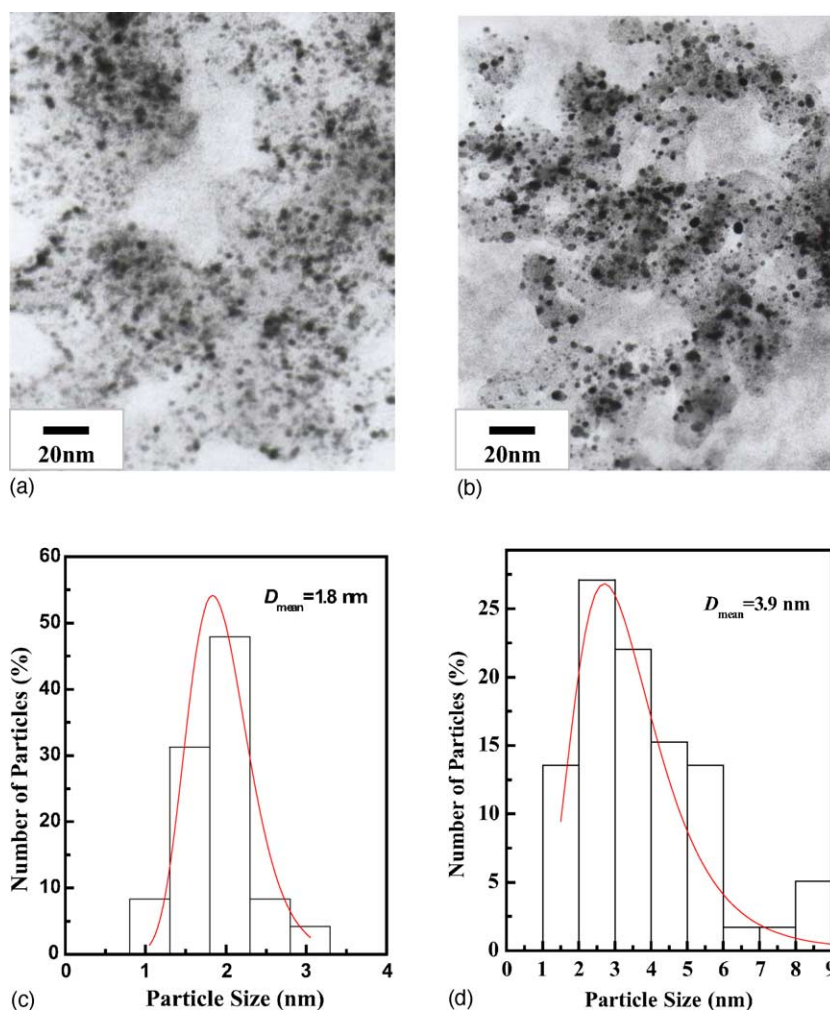 20nm
(a)
20nm
(b)
60
50
40
30
20
10
0
0
1
2
3
4
Number of Particles (%)
Particle Size (nm)
Dmean=1.8 nm
(c)
25
20
15
10
5
0
0
1
2
3
4
5
6
7
8
9
Number of Particles (%)
Particle Size (nm)
Dmean=3.9 nm
(d)